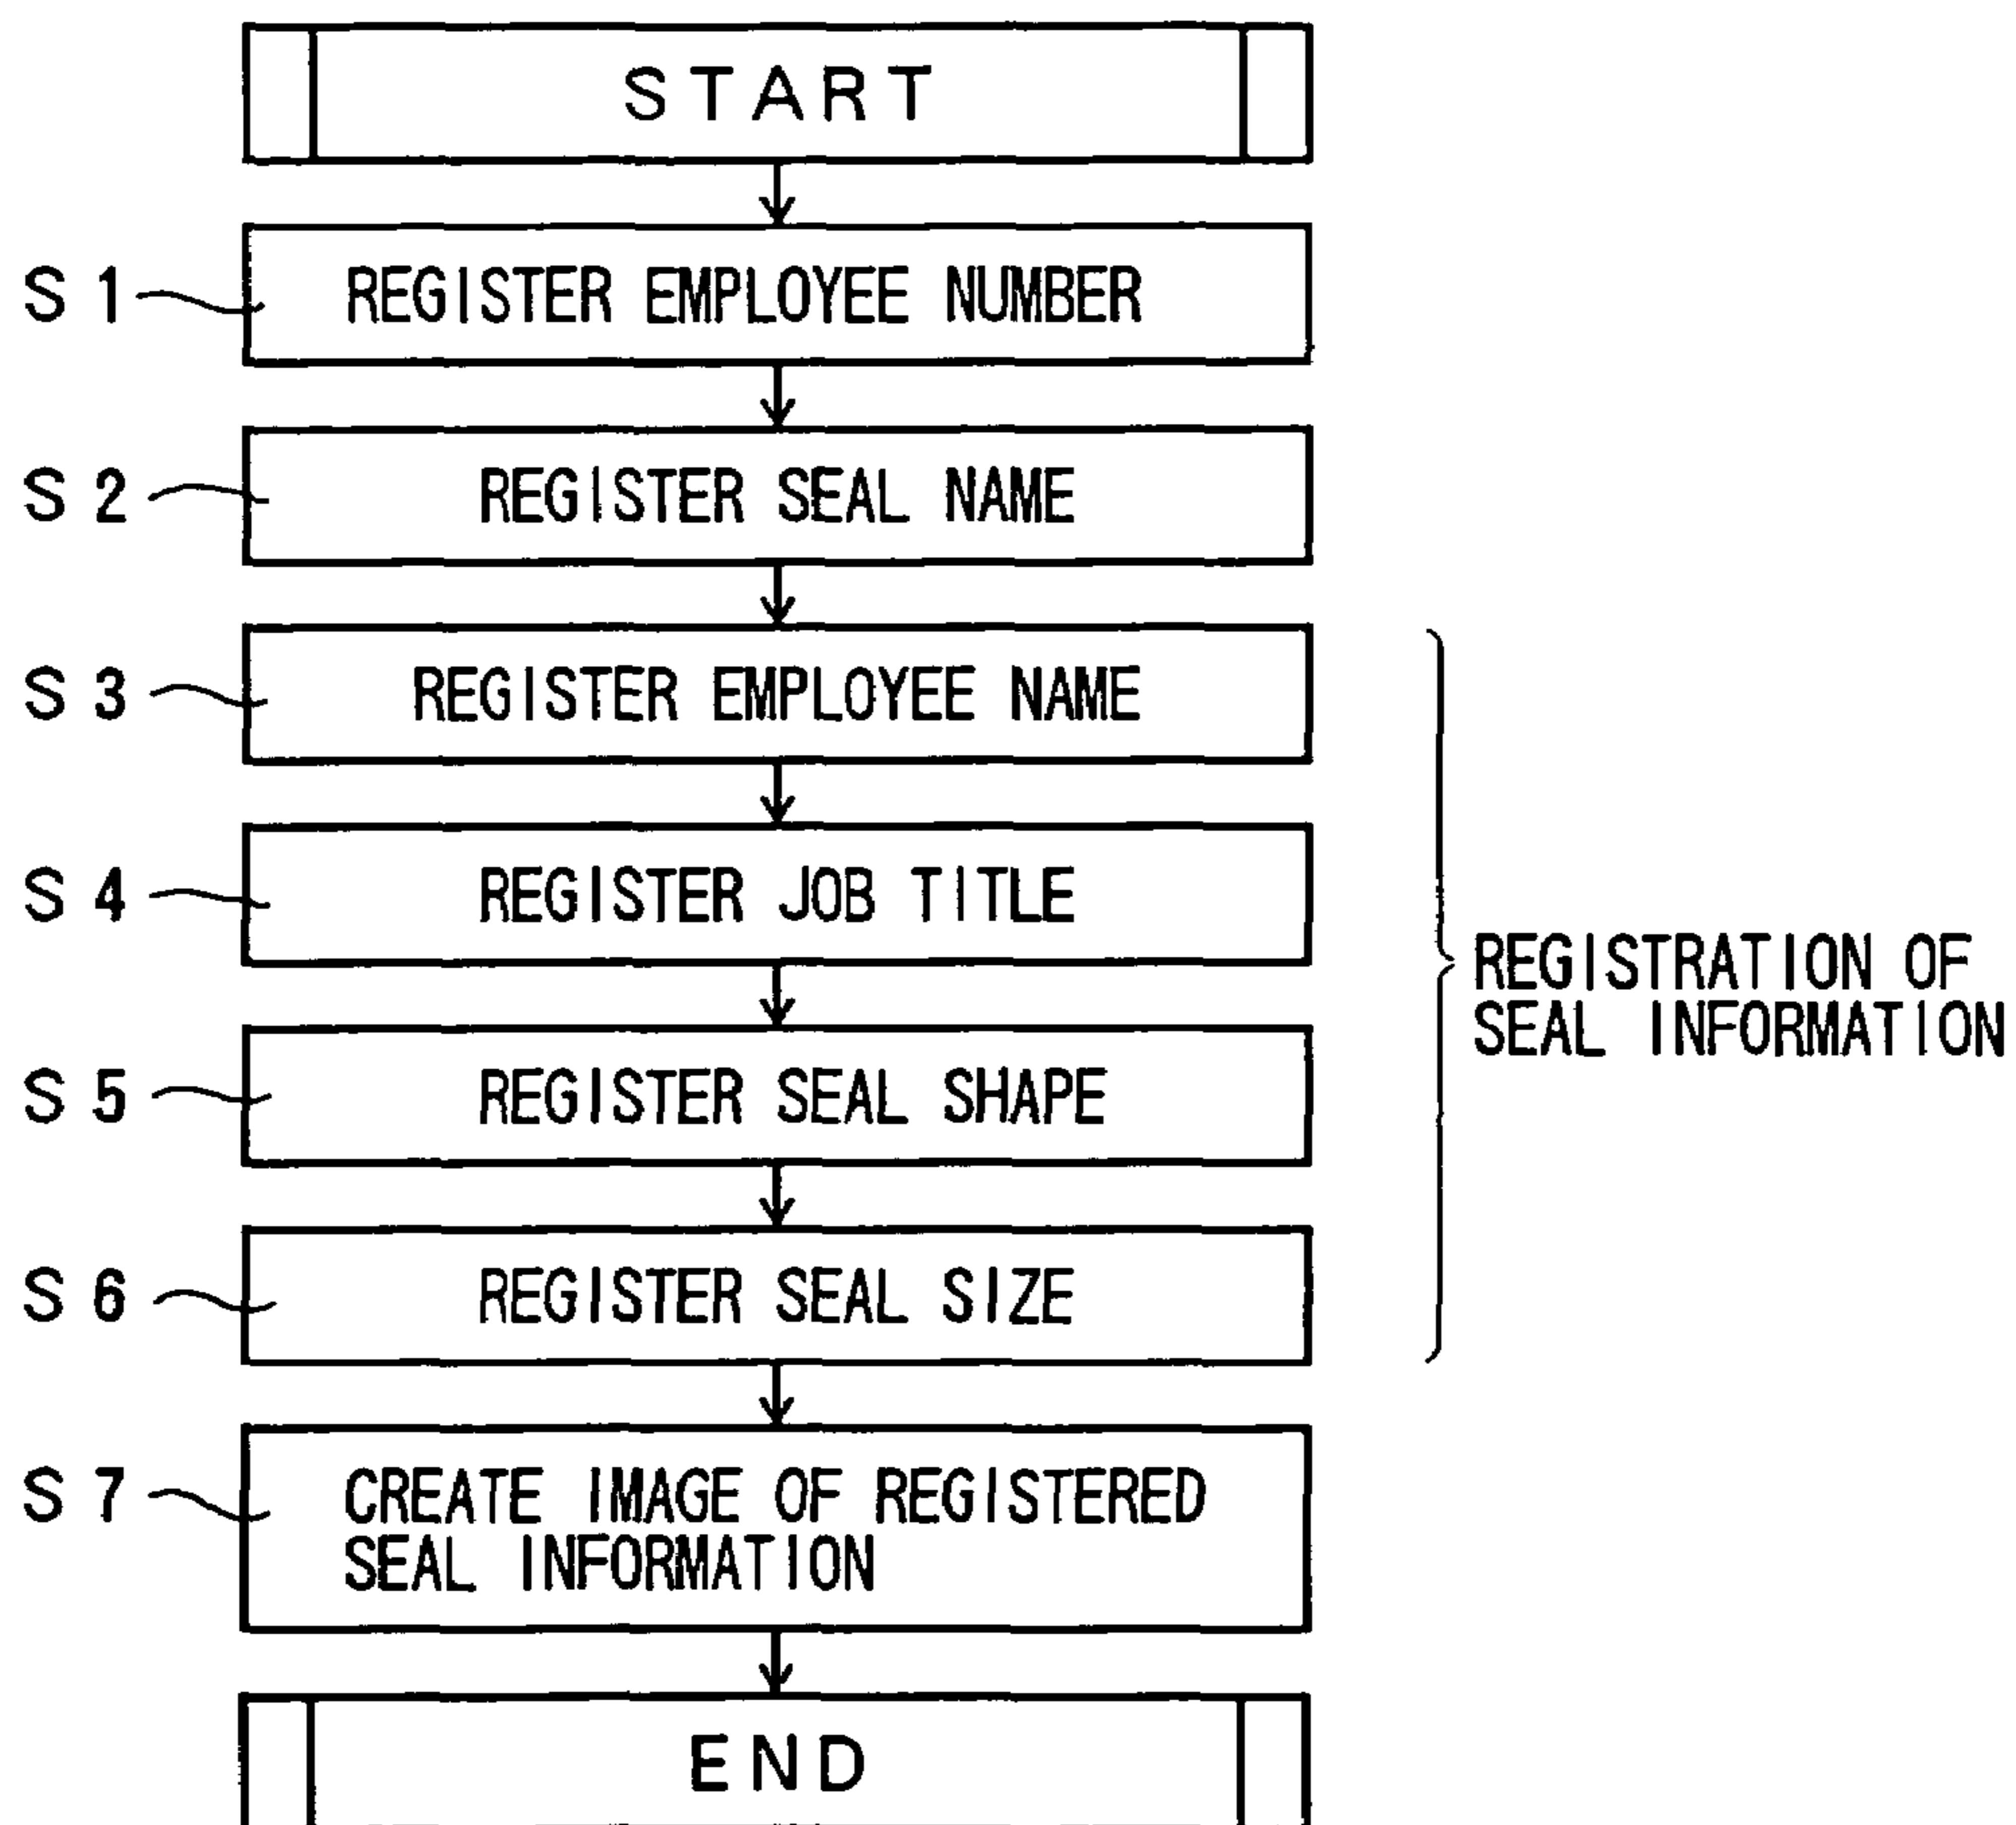 START
S1 REGISTER EMPLOYEE NUMBER
S2 REGISTER SEAL NAME
S3 REGISTER EMPLOYEE NAME
S4 REGISTER JOB TITLE
REGISTRATION OF
SEAL INFORMATION
S5 REGISTER SEAL SHAPE
S6 REGISTER SEAL SIZE
S7 CREATE IMAGE OF REGISTERED
SEAL INFORMATION
END